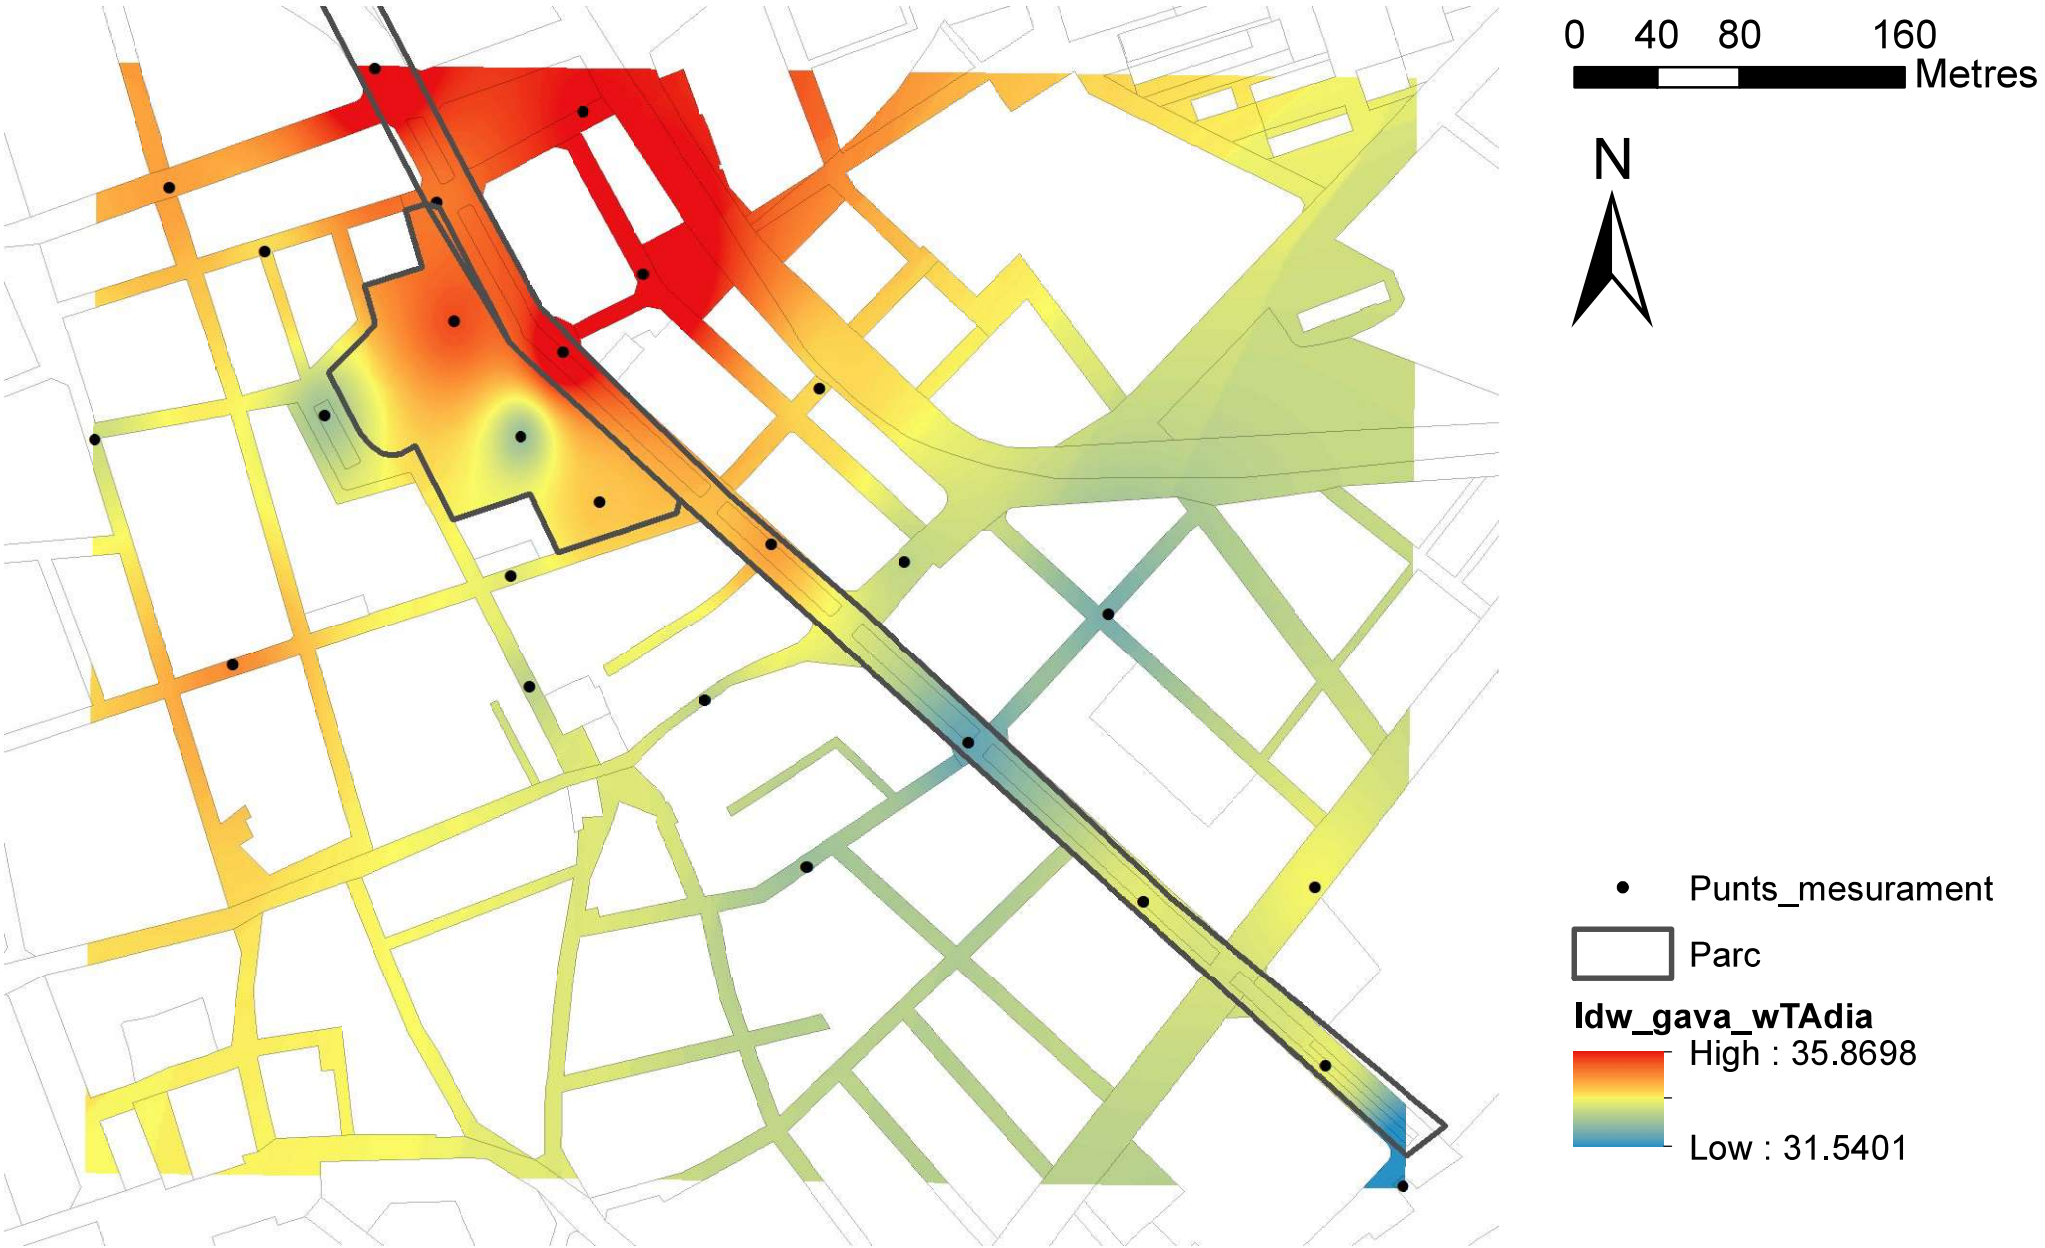 0 40 80 160
Metres
N
Punts_mesurament
Parc
Idw_gava_wTAdia
High : 35.8698
Low : 31.5401